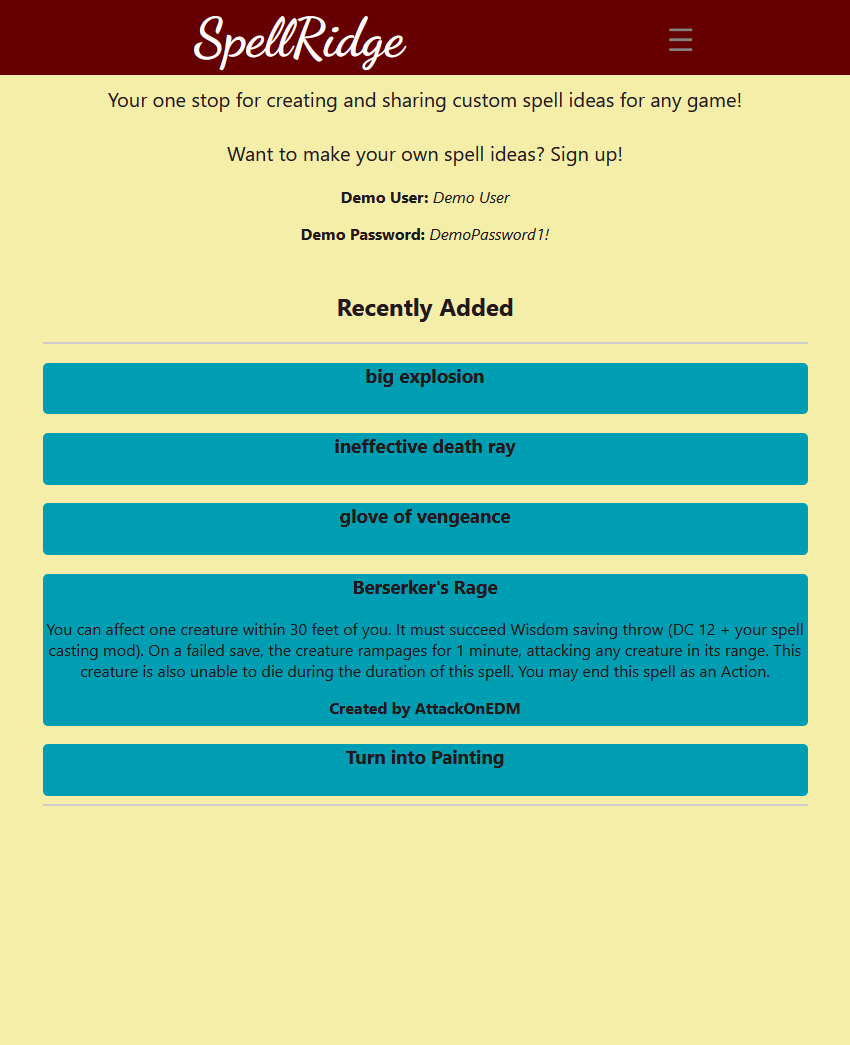 SpellRidge
Your one stop for creating and sharing custom spell ideas for any game!
Want to make your own spell ideas? Sign up!
Demo User: Demo User
Demo Password: DemoPassword1!
Recently Added
big explosion
ineffective death ray
glove of vengeance
Berserker's Rage
You can affect one creature within 30 feet of you. It must succeed Wisdom saving throw (DC 12 + your spell
casting mod). On a failed save, the creature rampages for 1 minute, attacking any creature in its range. This
creature is also unable to die during the duration of this spell. You may end this spell as an Action.
Created by AttackOnEDM
Turn into Painting